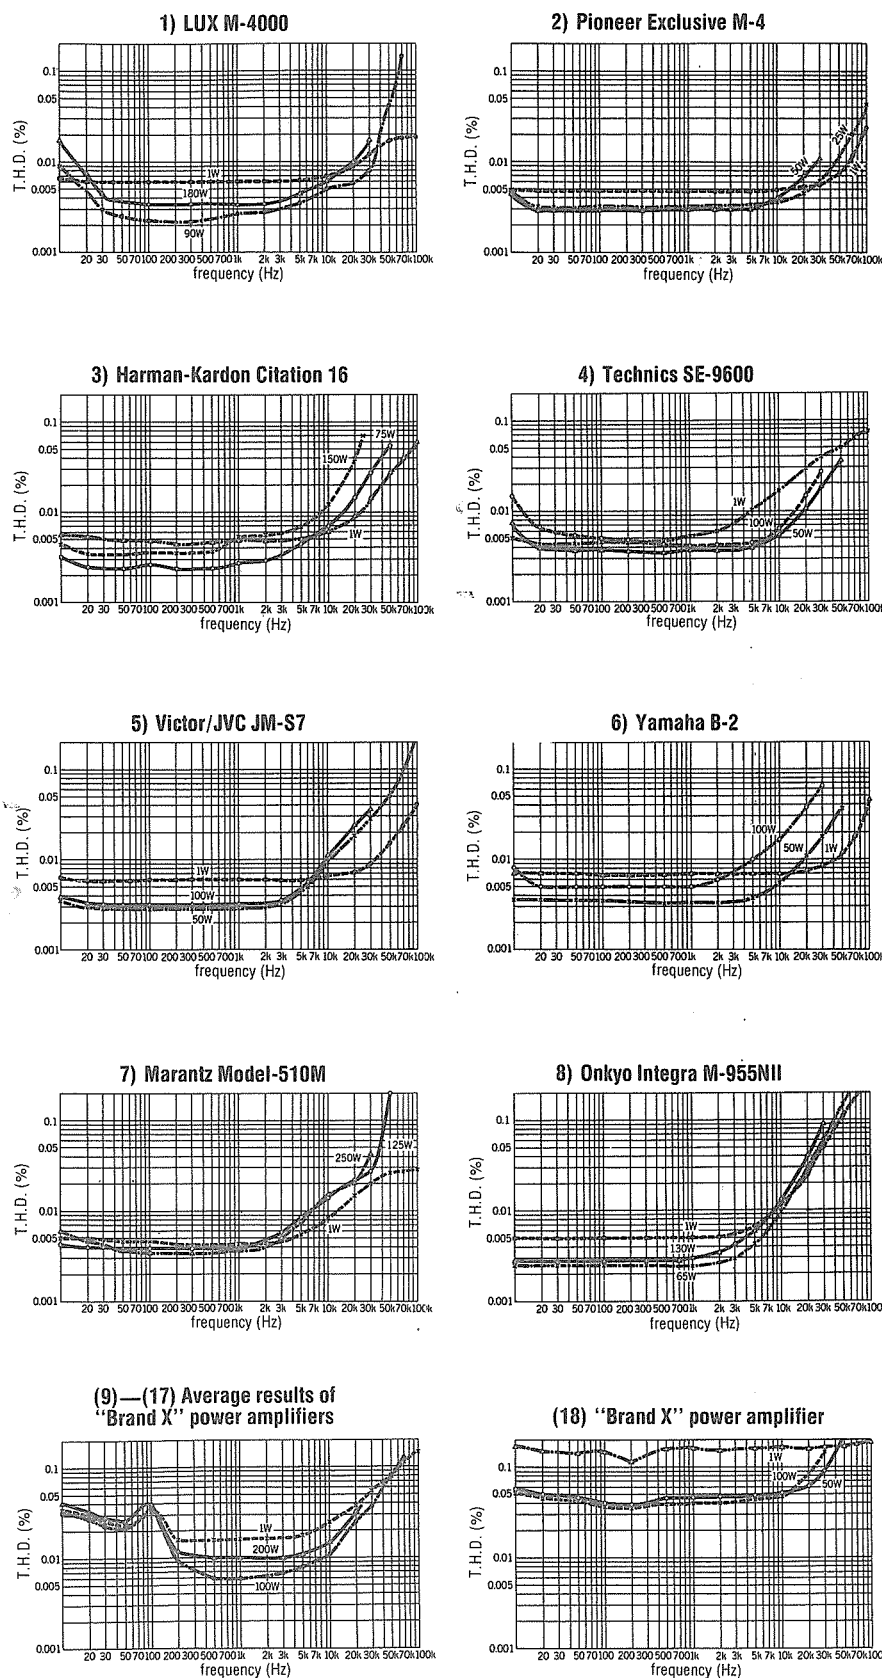 1) LUX M-4000
T.H.D. (%)
0.1
0.05
0.01
0.005
0.001
1W
180W
90W
20 30 50 70 100 200 300 500 700 1k 2k 3k 5k 7k 10k 20k 30k 50k 70k 100k
frequency (Hz)
2) Pioneer Exclusive M-4
T.H.D. (%)
0.1
0.05
0.01
0.005
0.001
50W
25W
1W
20 30 50 70 100 200 300 500 700 1k 2k 3k 5k 7k 10k 20k 30k 50k 70k 100k
frequency (Hz)
3) Harman-Kardon Citation 16
T.H.D. (%)
0.1
0.05
0.01
0.005
0.001
75W
150W
1W
20 30 50 70 100 200 300 500 700 1k 2k 3k 5k 7k 10k 20k 30k 50k 70k 100k
frequency (Hz)
4) Technics SE-9600
T.H.D. (%)
0.1
0.05
0.01
0.005
0.001
1W
100W
50W
20 30 50 70 100 200 300 500 700 1k 2k 3k 5k 7k 10k 20k 30k 50k 70k 100k
frequency (Hz)
5) Victor/JVC JM-S7
T.H.D. (%)
0.1
0.05
0.01
0.005
0.001
1W
100W
50W
20 30 50 70 100 200 300 500 700 1k 2k 3k 5k 7k 10k 20k 30k 50k 70k 100k
frequency (Hz)
6) Yamaha B-2
T.H.D. (%)
0.1
0.05
0.01
0.005
0.001
100W
50W
1W
20 30 50 70 100 200 300 500 700 1k 2k 3k 5k 7k 10k 20k 30k 50k 70k 100k
frequency (Hz)
7) Marantz Model-510M
T.H.D. (%)
0.1
0.05
0.01
0.005
0.001
125W
250W
1W
20 30 50 70 100 200 300 500 700 1k 2k 3k 5k 7k 10k 20k 30k 50k 70k 100k
frequency (Hz)
8) Onkyo Integra M-955NII
T.H.D. (%)
0.1
0.05
0.01
0.005
0.001
1W
130W
65W
20 30 50 70 100 200 300 500 700 1k 2k 3k 5k 7k 10k 20k 30k 50k 70k 100k
frequency (Hz)
(9)—(17) Average results of
"Brand X" power amplifiers
T.H.D. (%)
0.1
0.05
0.01
0.005
0.001
1W
200W
100W
20 30 50 70 100 200 300 500 700 1k 2k 3k 5k 7k 10k 20k 30k 50k 70k 100k
frequency (Hz)
(18) "Brand X" power amplifier
T.H.D. (%)
0.1
0.05
0.01
0.005
0.001
1W
100W
50W
20 30 50 70 100 200 300 500 700 1k 2k 3k 5k 7k 10k 20k 30k 50k 70k 100k
frequency (Hz)